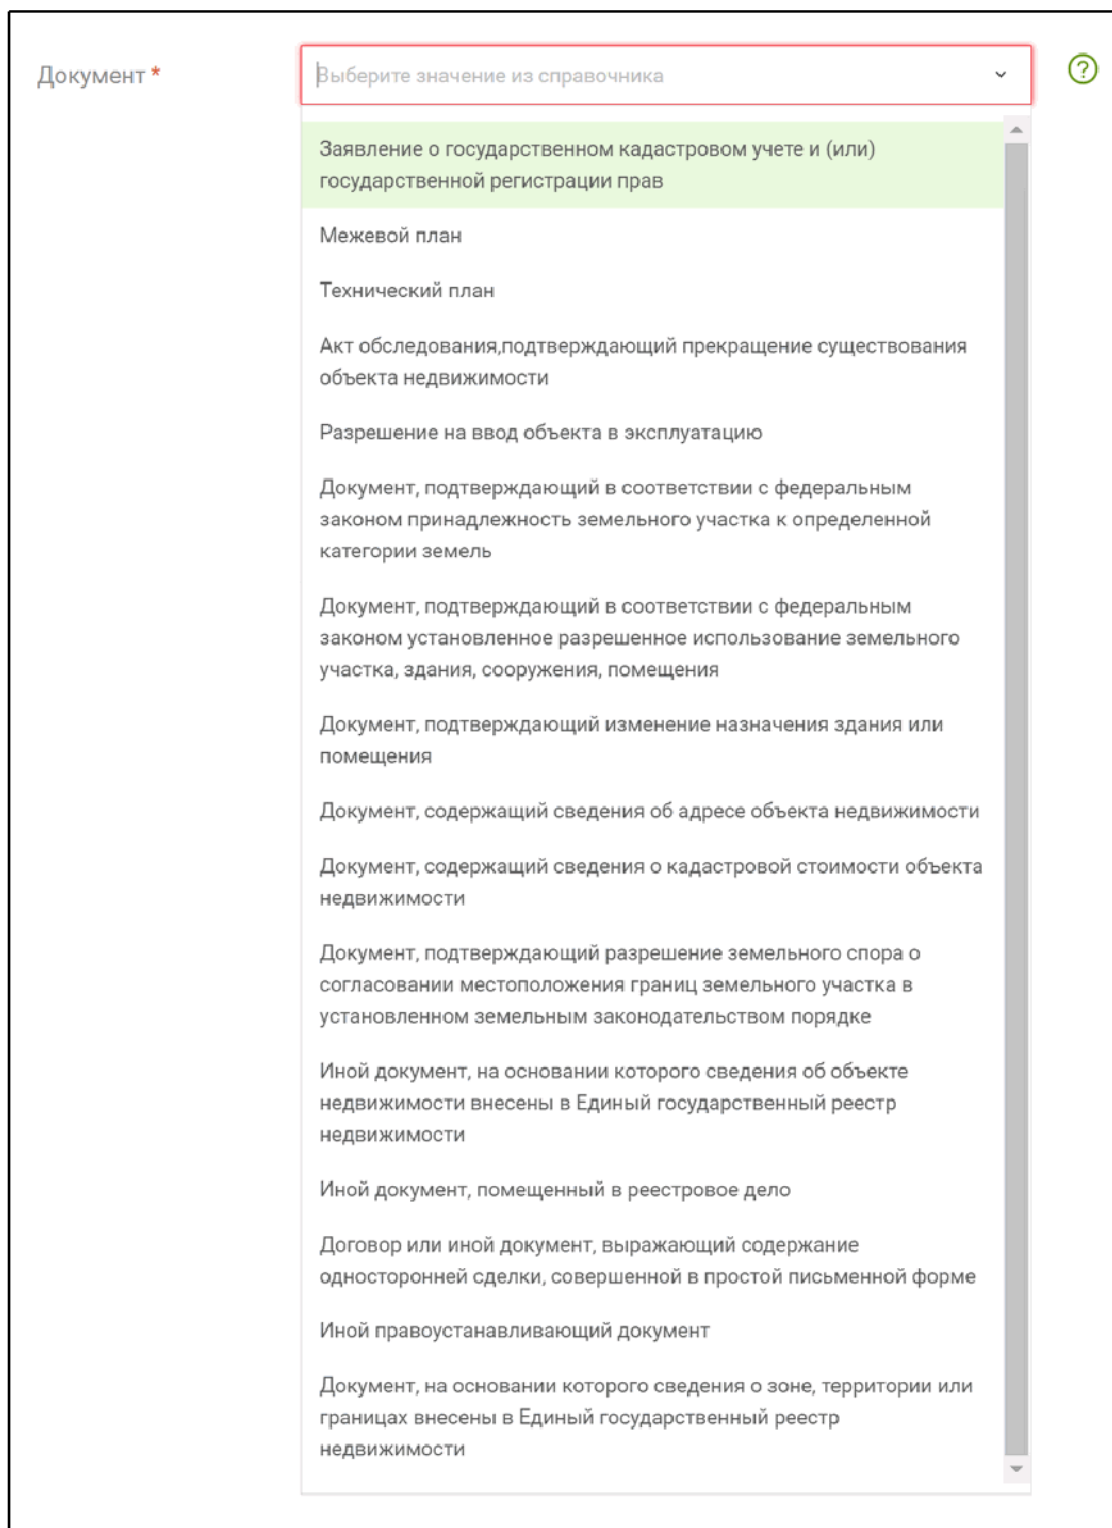 Документ *
Выберите значение из справочника
Заявление о государственном кадастровом учете и (или)
государственной регистрации прав
Межевой план
Технический план
Акт обследования,подтверждающий прекращение существования
объекта недвижимости
Разрешение на ввод объекта в эксплуатацию
Документ, подтверждающий в соответствии с федеральным
законом принадлежность земельного участка к определенной
категории земель
Документ, подтверждающий в соответствии с федеральным
законом установленное разрешенное использование земельного
участка, здания, сооружения, помещения
Документ, подтверждающий изменение назначения здания или
помещения
Документ, содержащий сведения об адресе объекта недвижимости
Документ, содержащий сведения о кадастровой стоимости объекта
недвижимости
Документ, подтверждающий разрешение земельного спора о
согласовании местоположения границ земельного участка в
установленном земельным законодательством порядке
Иной документ, на основании которого сведения об объекте
недвижимости внесены в Единый государственный реестр
недвижимости
Иной документ, помещенный в реестровое дело
Договор или иной документ, выражающий содержание
односторонней сделки, совершенной в простой письменной форме
Иной правоустанавливающий документ
Документ, на основании которого сведения о зоне, территории или
границах внесены в Единый государственный реестр
недвижимости